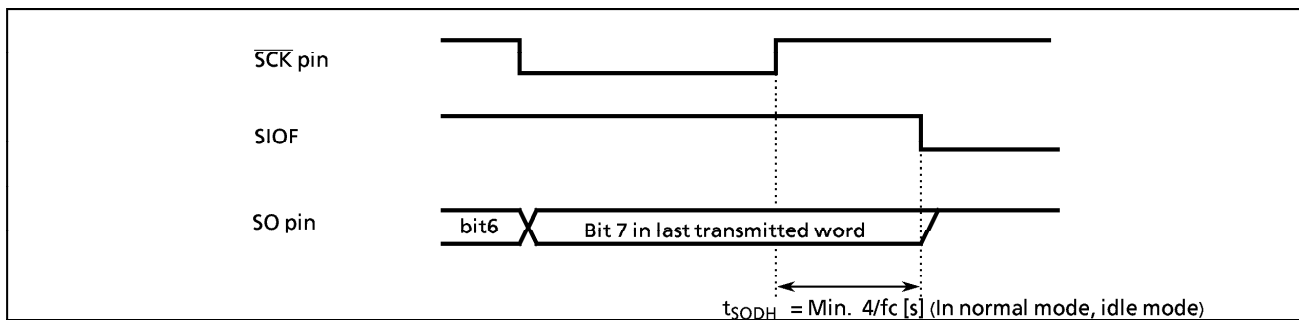 S̅C̅K̅ pin
SIOF
SO pin
bit6
Bit 7 in last transmitted word
tSODH = Min. 4/fc [s] (In normal mode, idle mode)